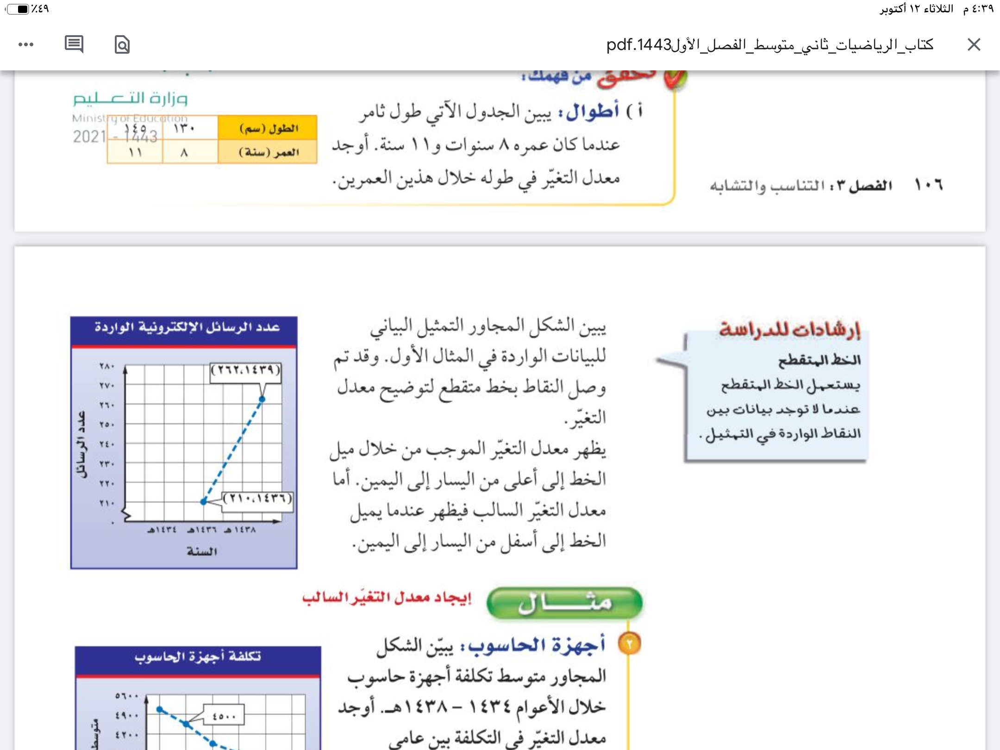 ٤:٣٩ م الثلاثاء ١٢ أكتوبر
٪٤٩
كتاب_الرياضيات_ثاني_متوسط_الفصل_الأول1443.pdf
تحقق من فهمك:
أ ) أطوال: يبين الجدول الآتي طول ثامر
عندما كان عمره ٨ سنوات و١١ سنة. أوجد
معدل التغيّر في طوله خلال هذين العمرين.
الطول (سم) ١٣٠ ١٤٥
العمر (سنة) ٨ ١١
وزارة التعليم
Ministry of Education
2021 - 1443
١٠٦ الفصل ٣: التناسب والتشابه
إرشادات للدراسة
الخط المتقطع
يستعمل الخط المتقطع
عندما لا توجد بيانات بين
النقاط الواردة في التمثيل.
يبين الشكل المجاور التمثيل البياني
للبيانات الواردة في المثال الأول. وقد تم
وصل النقاط بخط متقطع لتوضيح معدل
التغيّر.
يظهر معدل التغيّر الموجب من خلال ميل
الخط إلى أعلى من اليسار إلى اليمين. أما
معدل التغيّر السالب فيظهر عندما يميل
الخط إلى أسفل من اليسار إلى اليمين.
عدد الرسائل الإلكترونية الواردة
(٢٦٢،١٤٣٩)
(٢١٠،١٤٣٦)
٢٨٠
٢٧٠
٢٦٠
٢٥٠
٢٤٠
٢٣٠
٢٢٠
٢١٠
٠
عدد الرسائل
١٤٣٤هـ ١٤٣٦هـ ١٤٣٨هـ
السنة
مثال
إيجاد معدل التغيّر السالب
٢
أجهزة الحاسوب: يبيّن الشكل
المجاور متوسط تكلفة أجهزة حاسوب
خلال الأعوام ١٤٣٤ – ١٤٣٨هـ. أوجد
معدل التغيّر في التكلفة بين عامي
تكلفة أجهزة الحاسوب
٥٦٠٠
٤٩٠٠
٤٢٠٠
٤٥٠٠
متوسط